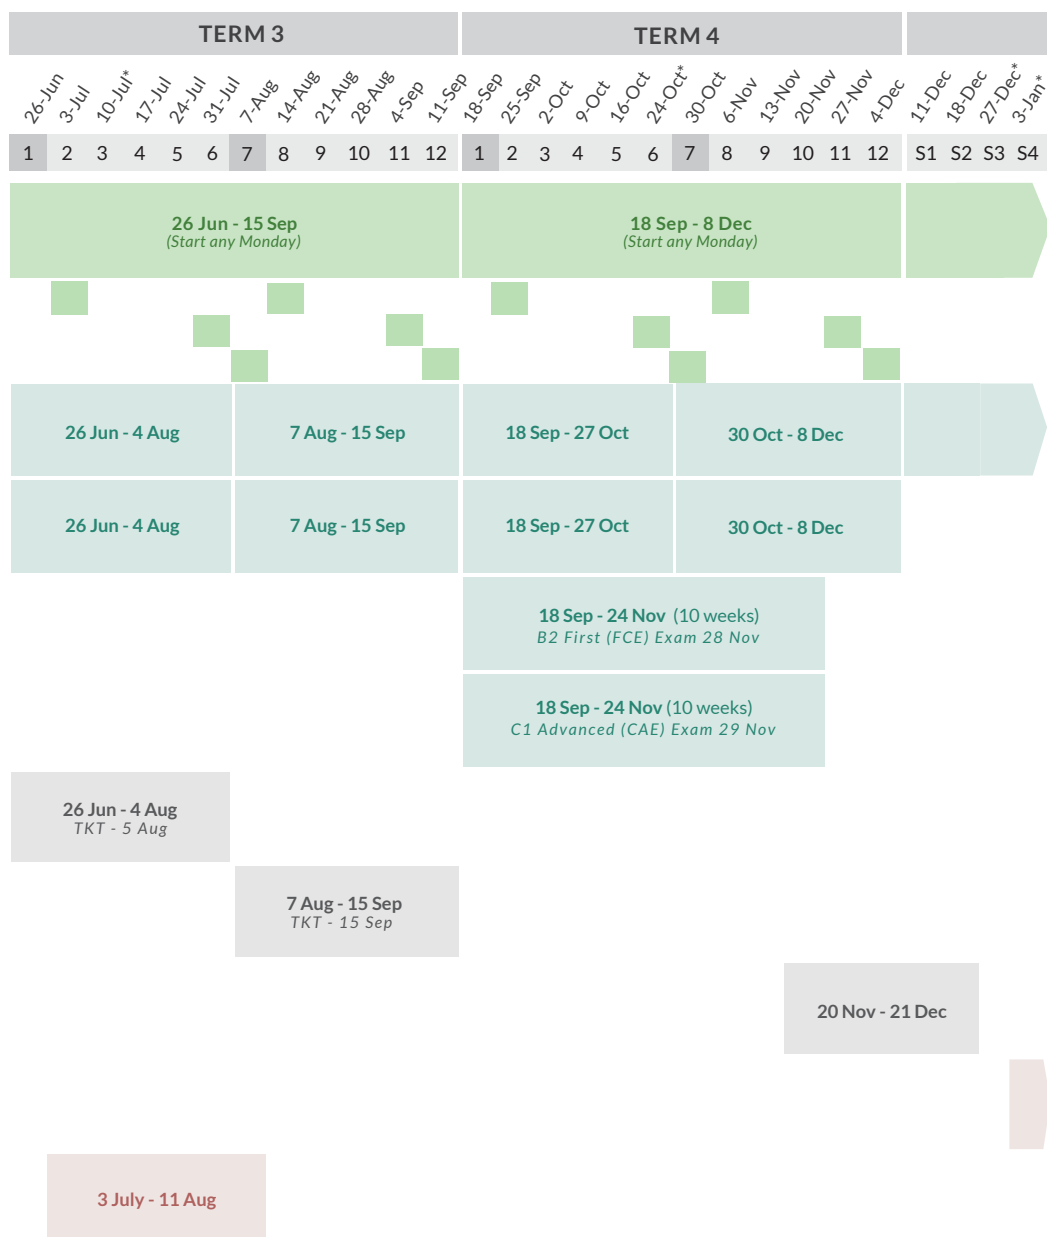 TERM 3 TERM 4
26-Jun 3-Jul 10-Jul* 17-Jul 24-Jul 31-Jul 7-Aug 14-Aug 21-Aug 28-Aug 4-Sep 11-Sep 18-Sep 25-Sep 2-Oct 9-Oct 16-Oct 24-Oct* 30-Oct 6-Nov 13-Nov 20-Nov 27-Nov 4-Dec 11-Dec 18-Dec 27-Dec* 3-Jan*
1 2 3 4 5 6 7 8 9 10 11 12 1 2 3 4 5 6 7 8 9 10 11 12 S1 S2 S3 S4
26 Jun - 15 Sep 18 Sep - 8 Dec
(Start any Monday) (Start any Monday)
26 Jun - 4 Aug 7 Aug - 15 Sep 18 Sep - 27 Oct 30 Oct - 8 Dec
26 Jun - 4 Aug 7 Aug - 15 Sep 18 Sep - 27 Oct 30 Oct - 8 Dec
18 Sep - 24 Nov (10 weeks)
B2 First (FCE) Exam 28 Nov
18 Sep - 24 Nov (10 weeks)
C1 Advanced (CAE) Exam 29 Nov
26 Jun - 4 Aug
TKT - 5 Aug
7 Aug - 15 Sep
TKT - 15 Sep
20 Nov - 21 Dec
3 July - 11 Aug